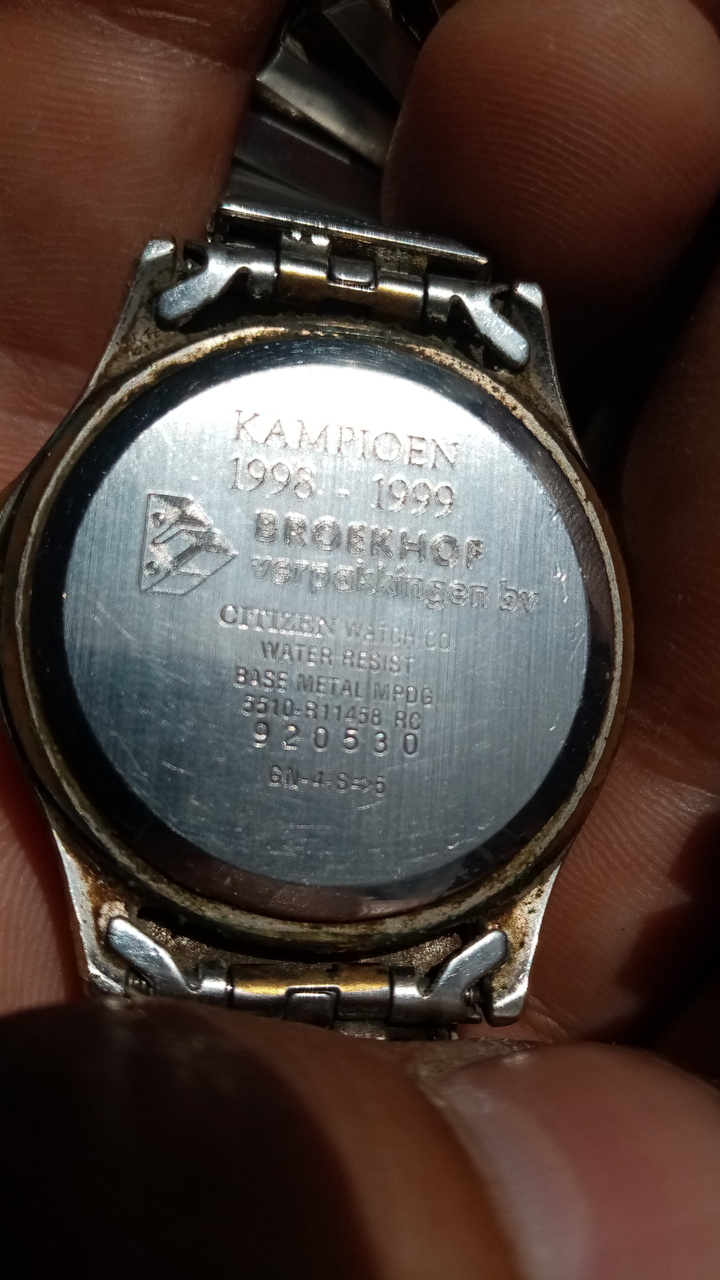 KAMPIOEN
1998 - 1999
BROEKHOF
verpakkingen bv
CITIZEN WATCH CO.
WATER RESIST
BASE METAL MPDG
3510-R11458 RC
920530
GN-4-S→5